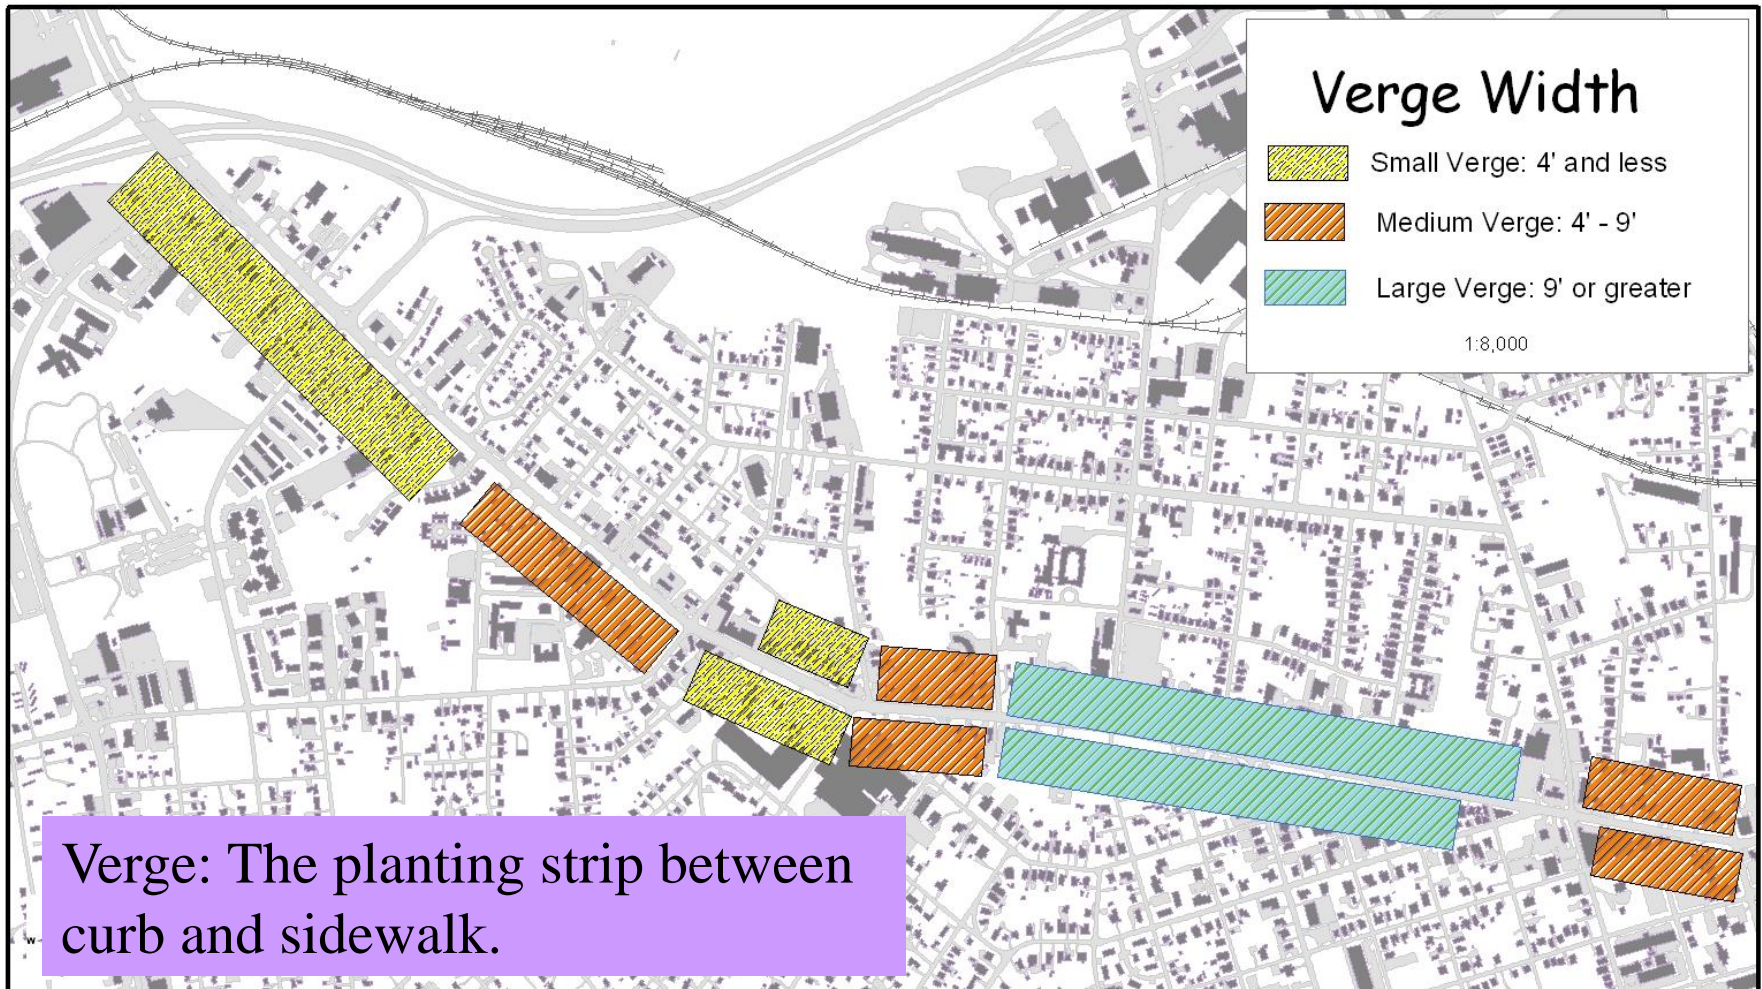 Verge Width
Small Verge: 4' and less
Medium Verge: 4' - 9'
Large Verge: 9' or greater
1:8,000
Verge: The planting strip between
curb and sidewalk.
w